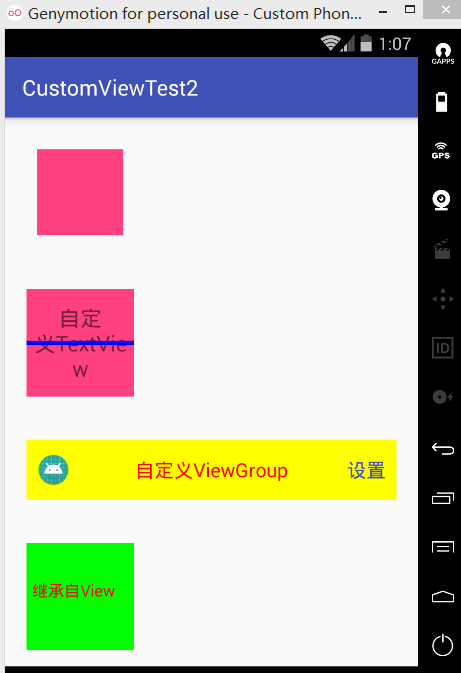 Genymotion for personal use - Custom Phon...
1:07
GAPPS
CustomViewTest2
GPS
自定
义TextVie
w
ID
自定义ViewGroup
设置
继承自View